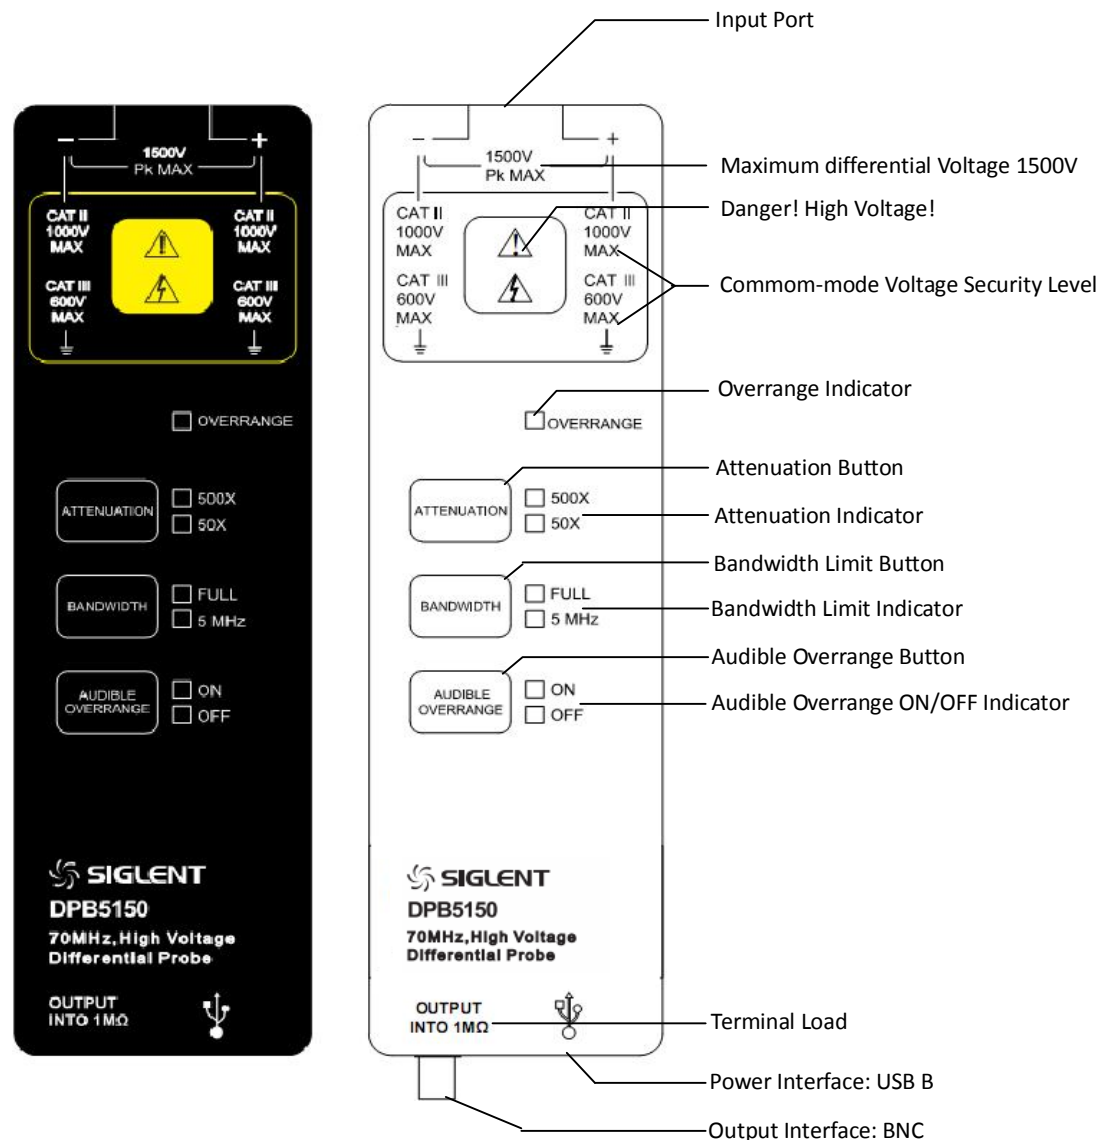 Input Port
−
+
1500V
Pk MAX
CAT II
1000V
MAX
CAT II
1000V
MAX
CAT III
600V
MAX
CAT III
600V
MAX
OVERRANGE
ATTENUATION
500X
50X
BANDWIDTH
FULL
5 MHz
AUDIBLE
OVERRANGE
ON
OFF
SIGLENT
DPB5150
70MHz,High Voltage
Differential Probe
OUTPUT
INTO 1MΩ
−
+
1500V
Pk MAX
CAT II
1000V
MAX
CAT II
1000V
MAX
CAT III
600V
MAX
CAT III
600V
MAX
OVERRANGE
ATTENUATION
500X
50X
BANDWIDTH
FULL
5 MHz
AUDIBLE
OVERRANGE
ON
OFF
SIGLENT
DPB5150
70MHz,High Voltage
Differential Probe
OUTPUT
INTO 1MΩ
Maximum differential Voltage 1500V
Danger! High Voltage!
Commom-mode Voltage Security Level
Overrange Indicator
Attenuation Button
Attenuation Indicator
Bandwidth Limit Button
Bandwidth Limit Indicator
Audible Overrange Button
Audible Overrange ON/OFF Indicator
Terminal Load
Power Interface: USB B
Output Interface: BNC